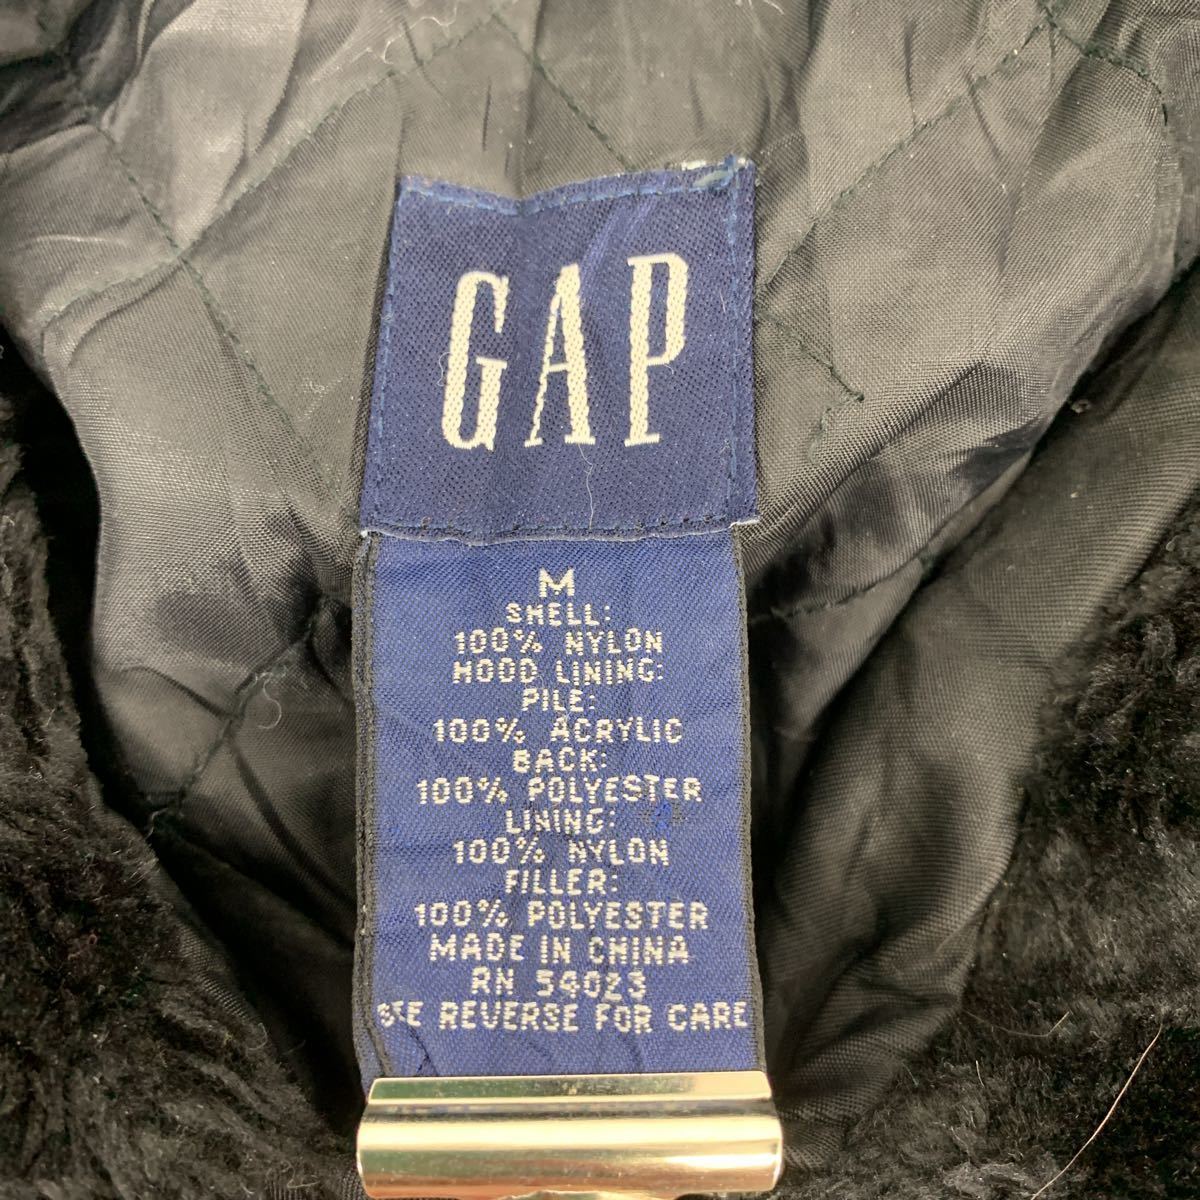 GAP
M
SHELL:
100% NYLON
HOOD LINING:
PILE:
100% ACRYLIC
BACK:
100% POLYESTER
LINING:
100% NYLON
FILLER:
100% POLYESTER
MADE IN CHINA
RN 54023
SEE REVERSE FOR CARE